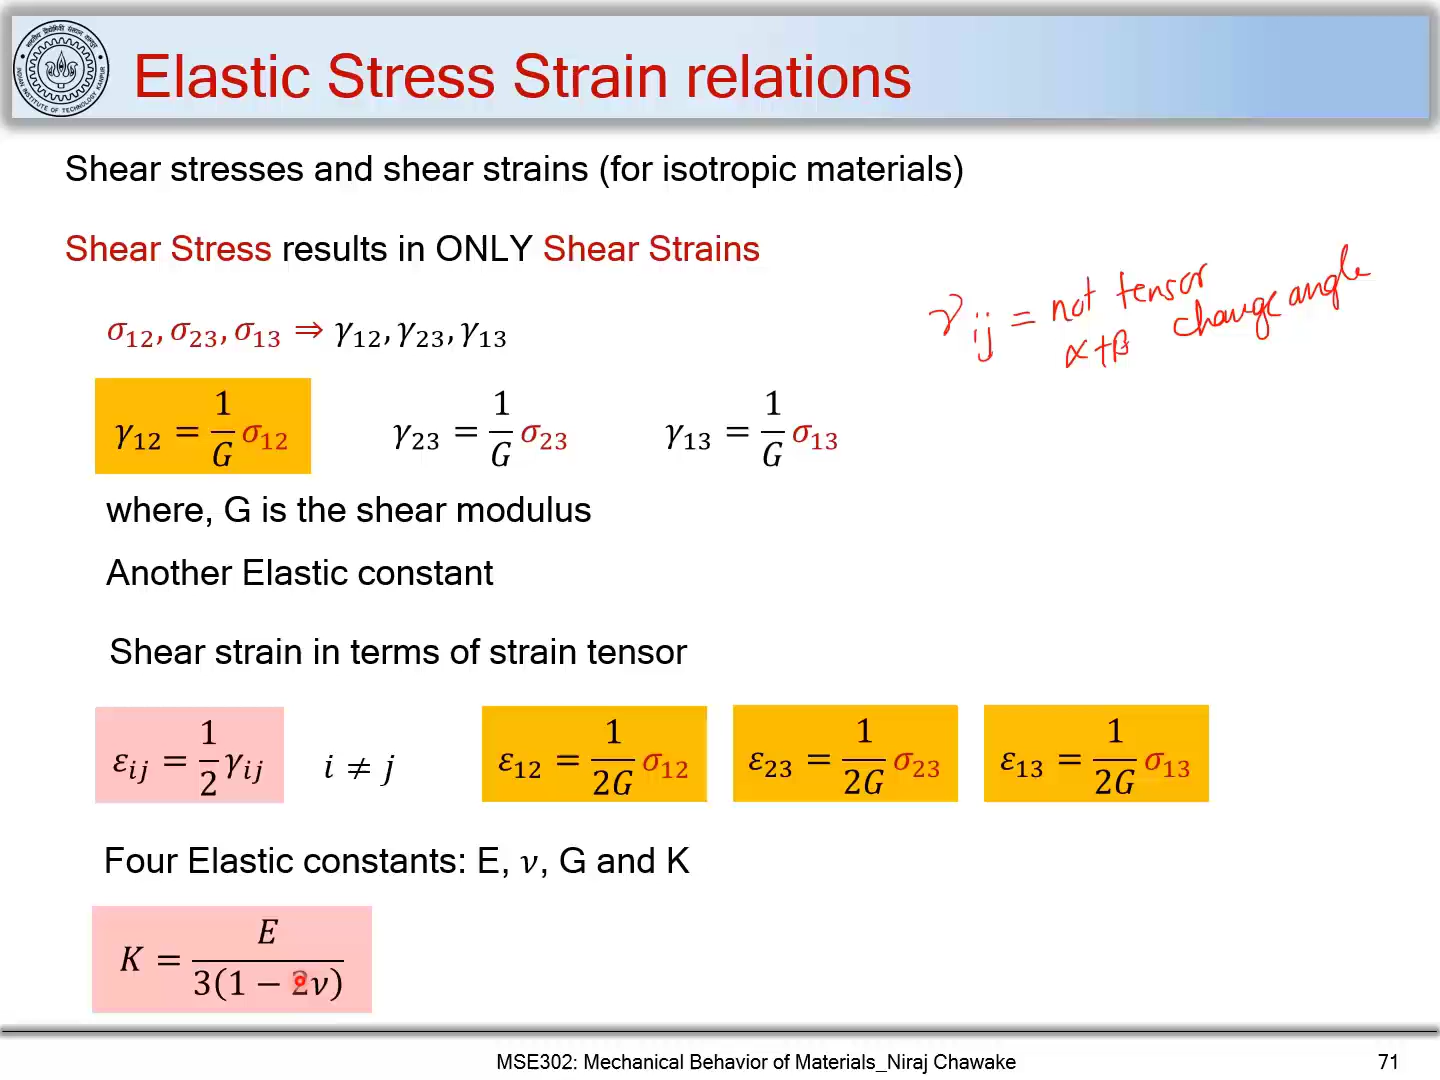 Elastic Stress Strain relations
Shear stresses and shear strains (for isotropic materials)
Shear Stress results in ONLY Shear Strains
γij = not tensor
α+β change angle
σ12, σ23, σ13 ⇒ γ12, γ23, γ13
γ12 = 1/G σ12 γ23 = 1/G σ23 γ13 = 1/G σ13
where, G is the shear modulus
Another Elastic constant
Shear strain in terms of strain tensor
εij = 1/2 γij i ≠ j ε12 = 1/2G σ12 ε23 = 1/2G σ23 ε13 = 1/2G σ13
Four Elastic constants: E, ν, G and K
K = E/3(1 − 2ν)
MSE302: Mechanical Behavior of Materials_Niraj Chawake 71